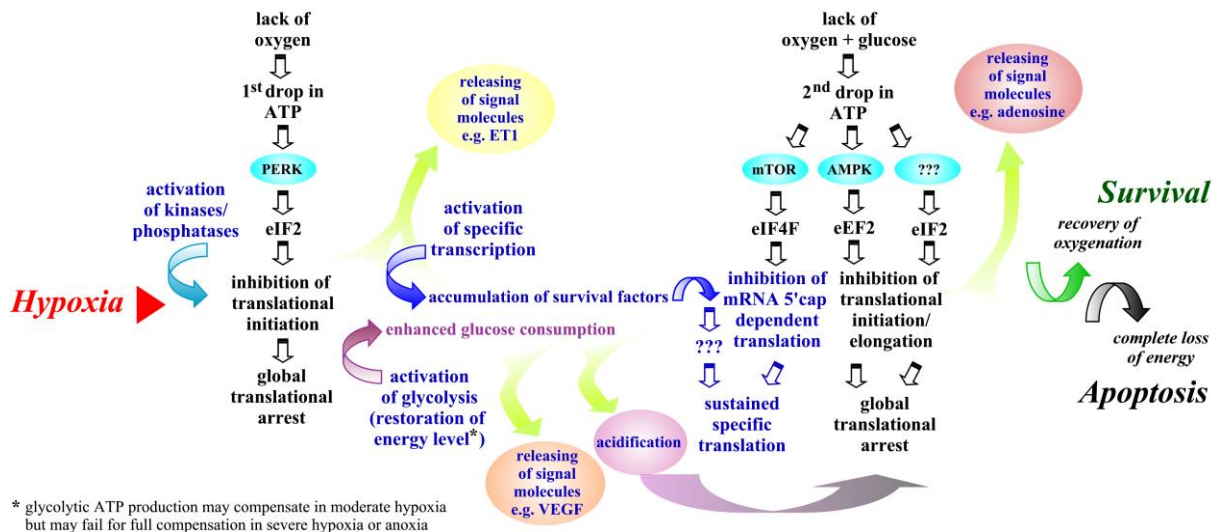 lack of
oxygen
1st drop in
ATP
PERK
eIF2
inhibition of
translational
initiation
global
translational
arrest
activation
of kinases/
phosphatases
Hypoxia
releasing
of signal
molecules
e.g. ET1
activation
of specific
transcription
accumulation of survival factors
enhanced glucose consumption
activation
of glycolysis
(restoration of
energy level*)
releasing
of signal
molecules
e.g. VEGF
acidification
lack of
oxygen + glucose
2nd drop in
ATP
mTOR
AMPK
???
eIF4F
eEF2
eIF2
inhibition of
mRNA 5'cap
dependent
translation
???
sustained
specific
translation
inhibition of
translational
initiation/
elongation
global
translational
arrest
releasing
of signal
molecules
e.g. adenosine
Survival
recovery of
oxygenation
complete loss
of energy
Apoptosis
* glycolytic ATP production may compensate in moderate hypoxia
but may fail for full compensation in severe hypoxia or anoxia